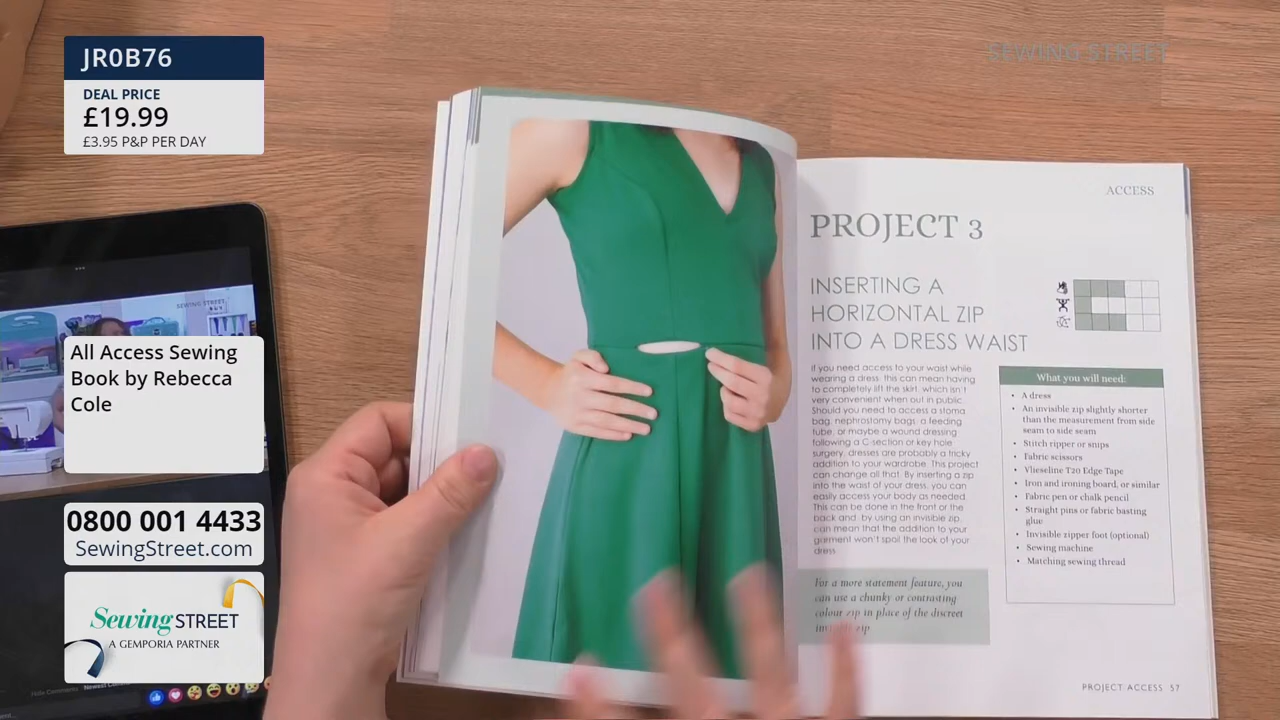 JR0B76
DEAL PRICE
£19.99
£3.95 P&P PER DAY
SEWING STREET
SEWING STREET
All Access Sewing
Book by Rebecca
Cole
0800 001 4433
SewingStreet.com
Sewing STREET
A GEMPORIA PARTNER
ACCESS
PROJECT 3
INSERTING A
HORIZONTAL ZIP
INTO A DRESS WAIST
If you need access to your waist while
wearing a dress, this can mean having
to completely lift the skirt, which isn't
very convenient when out in public.
Should you need to access a stoma
bag, nephrostomy bags, a feeding
tube, or maybe a wound dressing
following a C section or key hole
surgery, dresses are probably a tricky
addition to your wardrobe. This project
can change all that. By inserting a zip
into the waist of your dress, you can
easily access your body as needed.
This can be done in the front or the
back and, by using an invisible zip,
can mean that the addition to your
garment won't spoil the look of your
dress.
For a more statement feature, you
can use a chunky or contrasting
colour zip in place of the discreet
invisible zip
What you will need:
• A dress
• An invisible zip slightly shorter
than the measurement from side
seam to side seam
• Stitch ripper or snips
• Fabric scissors
• Vlieseline T20 Edge Tape
• Iron and ironing board, or similar
• Fabric pen or chalk pencil
• Straight pins or fabric basting
glue
• Invisible zipper foot (optional)
• Sewing machine
• Matching sewing thread
PROJECT ACCESS 57